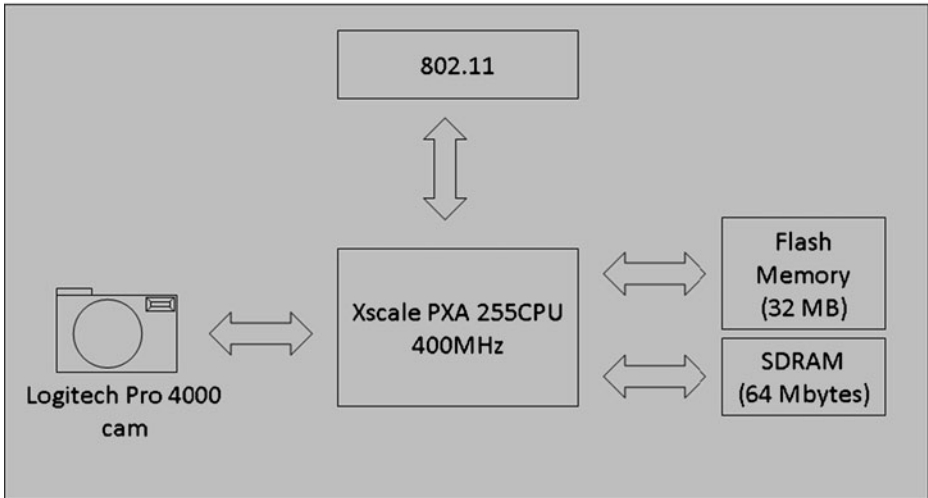 802.11
Xscale PXA 255CPU
400MHz
Flash
Memory
(32 MB)
SDRAM
(64 Mbytes)
Logitech Pro 4000
cam